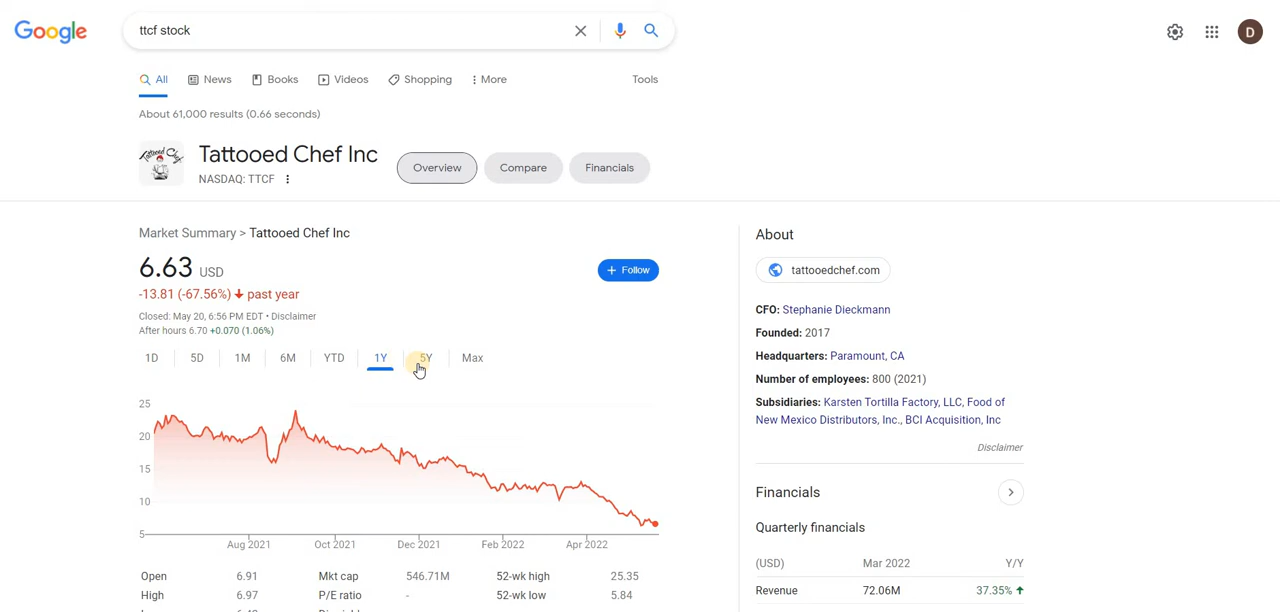 Google
ttcf stock
All News Books Videos Shopping More
Tools
About 61,000 results (0.66 seconds)
Tattooed Chef
Tattooed Chef Inc
NASDAQ: TTCF
Overview
Compare
Financials
D
Market Summary > Tattooed Chef Inc
6.63 USD
+ Follow
-13.81 (-67.56%) past year
Closed: May 20, 6:56 PM EDT • Disclaimer
After hours 6.70 +0.070 (1.06%)
1D 5D 1M 6M YTD 1Y 5Y Max
25
20
15
10
5
Aug 2021 Oct 2021 Dec 2021 Feb 2022 Apr 2022
Open 6.91 Mkt cap 546.71M 52-wk high 25.35
High 6.97 P/E ratio - 52-wk low 5.84
About
tattooedchef.com
CFO: Stephanie Dieckmann
Founded: 2017
Headquarters: Paramount, CA
Number of employees: 800 (2021)
Subsidiaries: Karsten Tortilla Factory, LLC, Food of
New Mexico Distributors, Inc., BCI Acquisition, Inc
Disclaimer
Financials
Quarterly financials
(USD) Mar 2022 Y/Y
Revenue 72.06M 37.35%